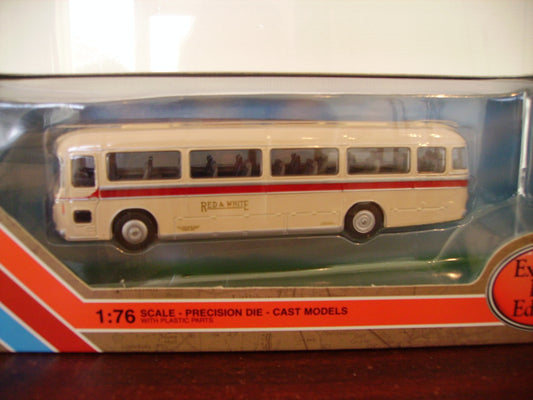 RED & WHITE
1:76 SCALE - PRECISION DIE - CAST MODELS
WITH PLASTIC PARTS